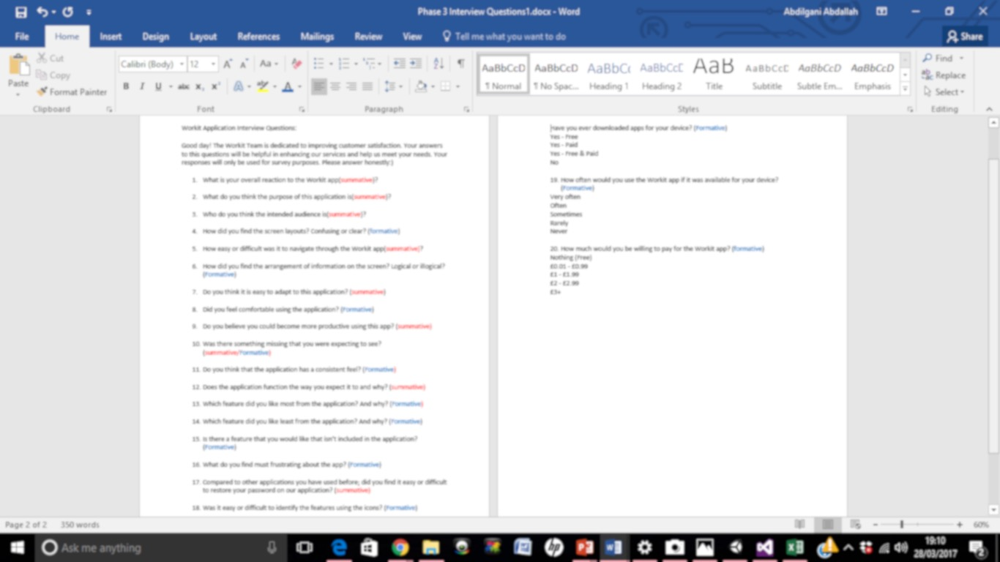 Phase 3 Interview Questions1.docx - Word
Abdilgani Abdallah
File Home Insert Design Layout References Mailings Review View Tell me what you want to do Share
Paste
Cut
Copy
Format Painter
Calibri (Body) 12
AaBbCcD ¶ Normal
AaBbCcD ¶ No Spac...
AaBbCc Heading 1
AaBbCcC Heading 2
AaB Title
AaBbCcC Subtitle
AaBbCcD Subtle Em...
AaBbCcD Emphasis
Find
Replace
Select
Clipboard Font Paragraph Styles Editing
Workit Application Interview Questions:
Good day! The Workit Team is dedicated to improving customer satisfaction. Your answers
to this questions will be helpful in enhancing our services and help us meet your needs. Your
responses will only be used for survey purposes. Please answer honestly:)
1. What is your overall reaction to the Workit app(summative)?
2. What do you think the purpose of this application is(summative)?
3. Who do you think the intended audience is(summative)?
4. How did you find the screen layouts? Confusing or clear? (formative)
5. How easy or difficult was it to navigate through the Workit app(summative)?
6. How did you find the arrangement of information on the screen? Logical or illogical?
(Formative)
7. Do you think it is easy to adapt to this application? (summative)
8. Did you feel comfortable using the application? (Formative)
9. Do you believe you could become more productive using this app? (summative)
10. Was there something missing that you were expecting to see?
(summative/Formative)
11. Do you think that the application has a consistent feel? (Formative)
12. Does the application function the way you expect it to and why? (summative)
13. Which feature did you like most from the application? And why? (Formative)
14. Which feature did you like least from the application? And why? (Formative)
15. Is there a feature that you would like that isn't included in the application?
(Formative)
16. What do you find must frustrating about the app? (Formative)
17. Compared to other applications you have used before, did you find it easy or difficult
to restore your password on our application? (summative)
18. Was it easy or difficult to identify the features using the icons? (Formative)
Have you ever downloaded apps for your device? (Formative)
Yes - Free
Yes - Paid
Yes - Free & Paid
No
19. How often would you use the Workit app if it was available for your device?
(Formative)
Very often
Often
Sometimes
Rarely
Never
20. How much would you be willing to pay for the Workit app? (formative)
Nothing (Free)
£0.01 - £0.99
£1 - £1.99
£2 - £2.99
£3+
Page 2 of 2 350 words
60%
Ask me anything
19:10
28/03/2017